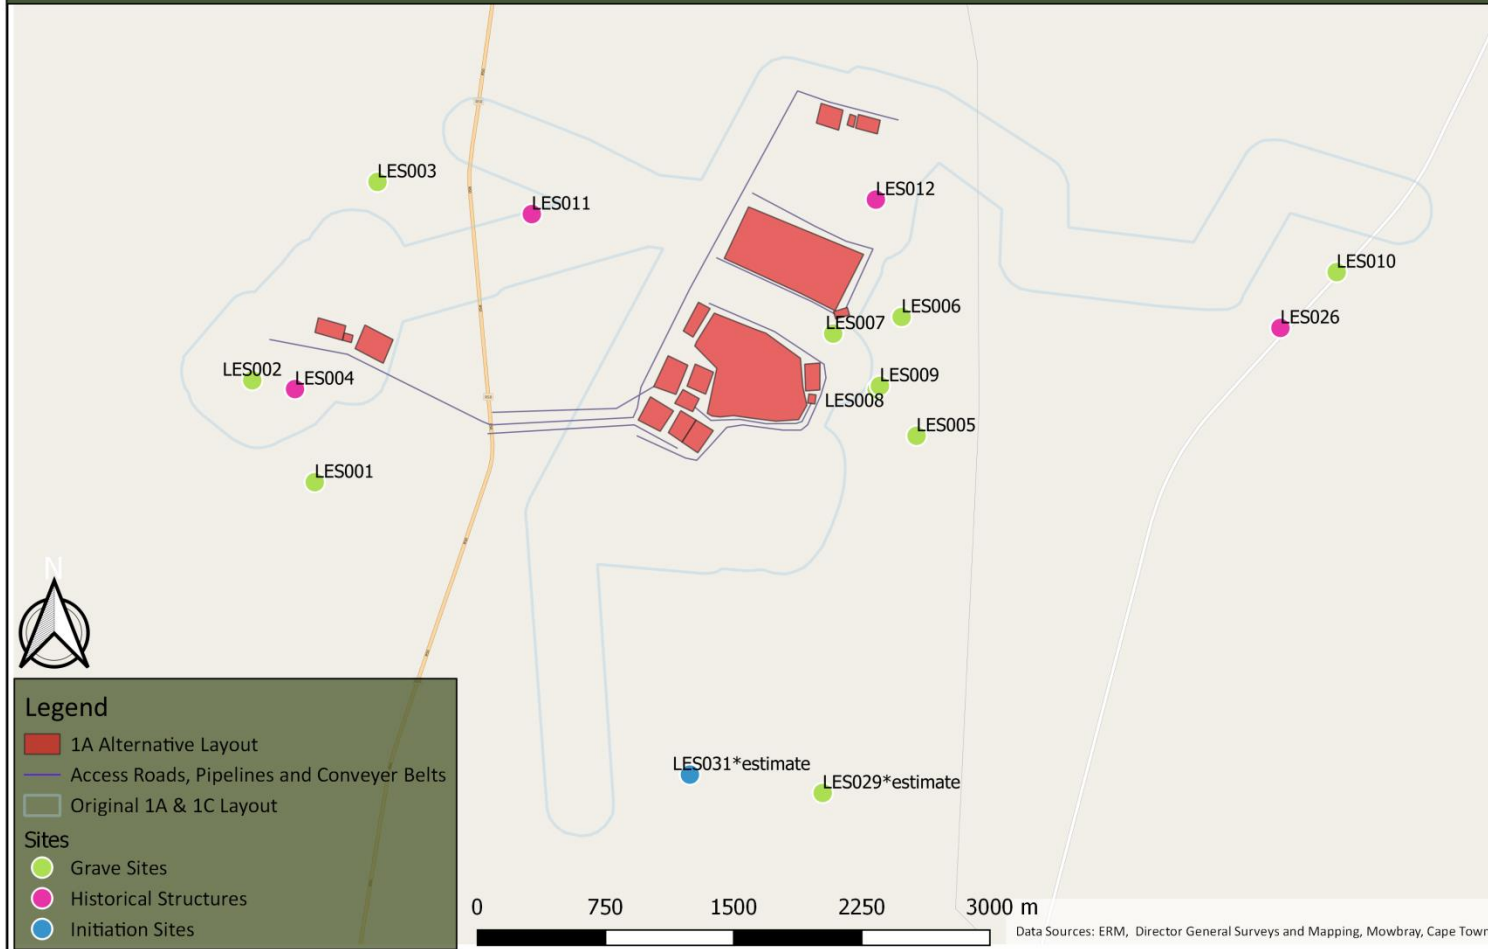 LES003
LES011
LES012
LES010
LES006
LES007
LES026
LES002
LES004
LES009
LES008
LES005
LES001
N
Legend
1A Alternative Layout
Access Roads, Pipelines and Conveyer Belts
Original 1A & 1C Layout
Sites
Grave Sites
Historical Structures
Initiation Sites
LES031*estimate
LES029*estimate
0 750 1500 2250 3000 m
Data Sources: ERM, Director General Surveys and Mapping, Mowbray, Cape Town